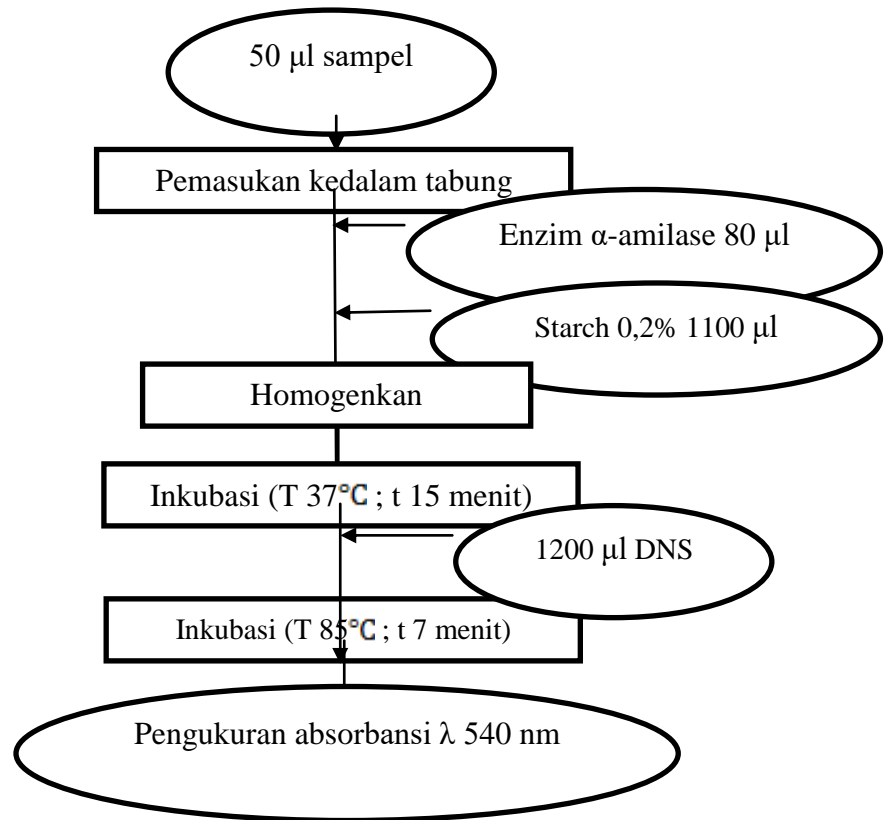 50 μl sampel
Pemasukan kedalam tabung
Enzim α-amilase 80 μl
Starch 0,2% 1100 μl
Homogenkan
Inkubasi (T 37℃ ; t 15 menit)
1200 μl DNS
Inkubasi (T 85℃ ; t 7 menit)
Pengukuran absorbansi λ 540 nm